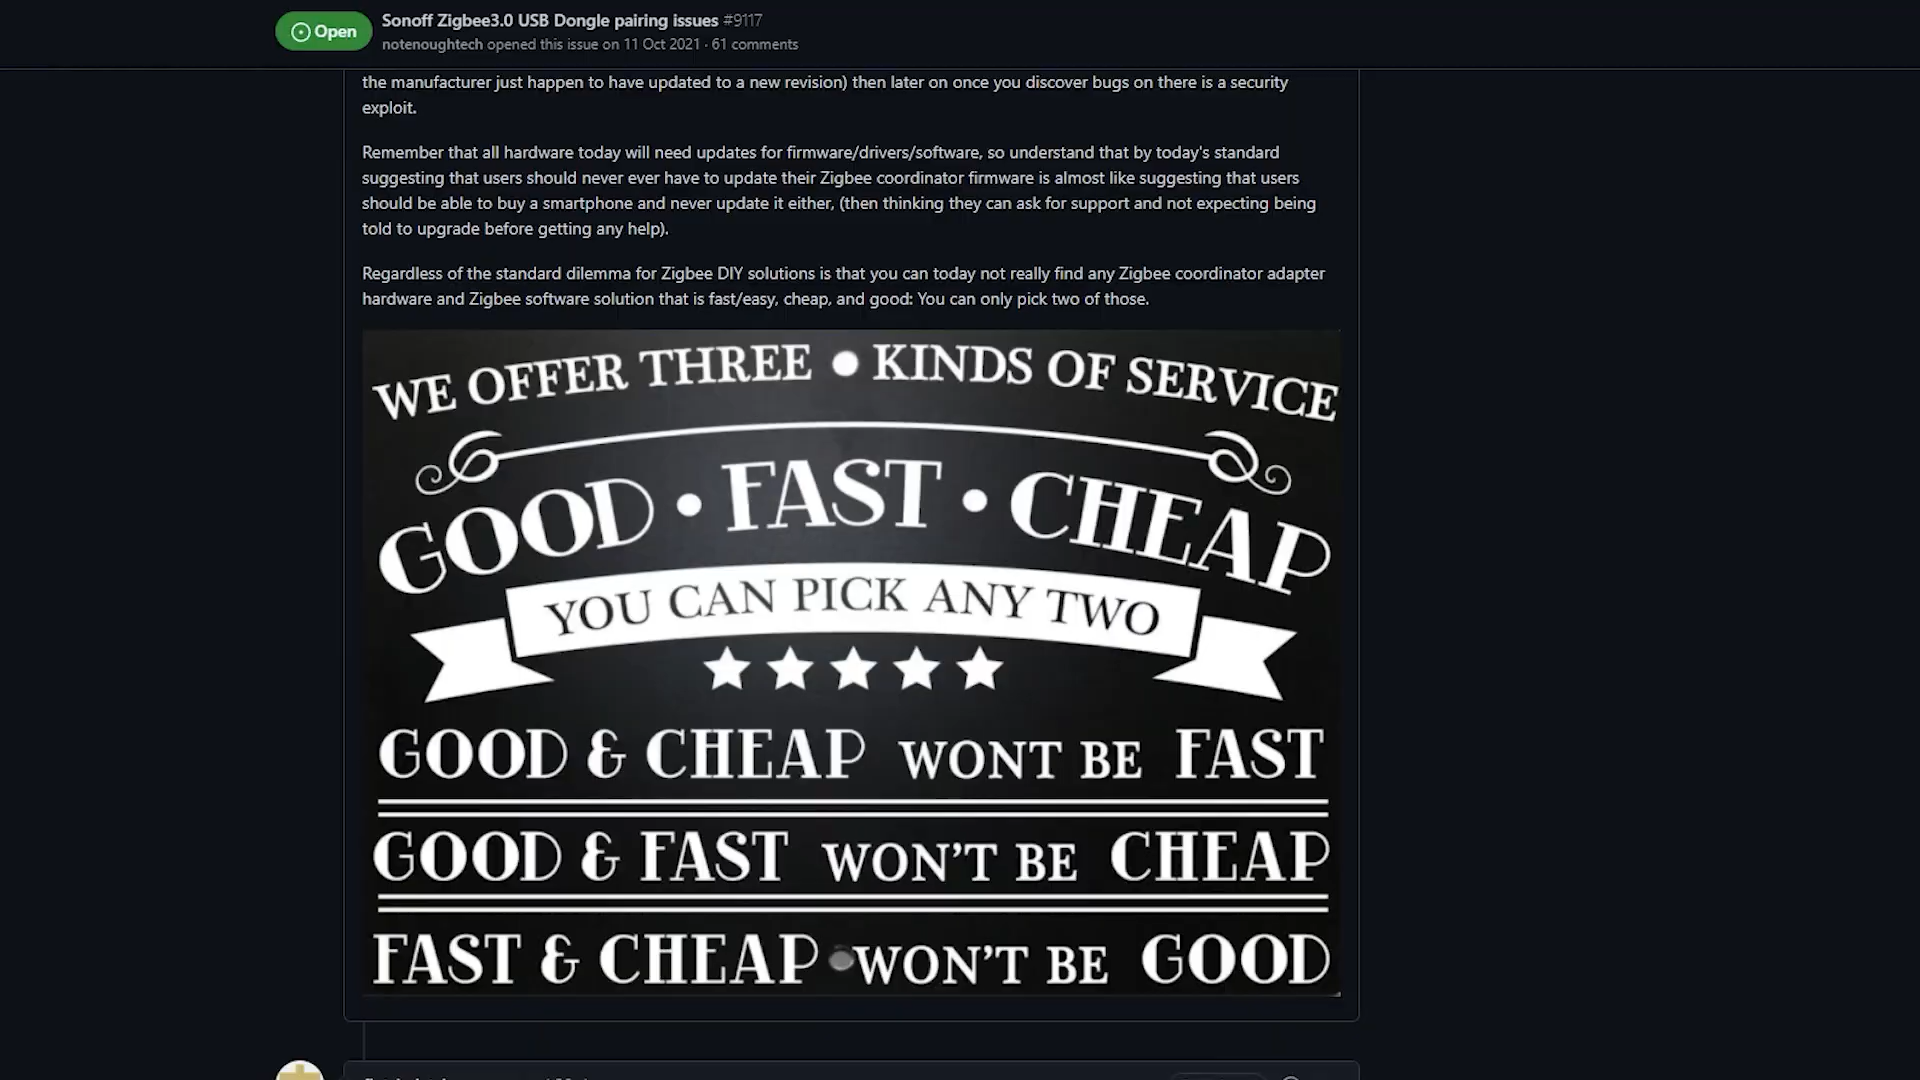 Open
Sonoff Zigbee3.0 USB Dongle pairing issues #9117
notenoughtech opened this issue on 11 Oct 2021 · 61 comments
the manufacturer just happen to have updated to a new revision) then later on once you discover bugs on there is a security
exploit.
Remember that all hardware today will need updates for firmware/drivers/software, so understand that by today's standard
suggesting that users should never ever have to update their Zigbee coordinator firmware is almost like suggesting that users
should be able to buy a smartphone and never update it either, (then thinking they can ask for support and not expecting being
told to upgrade before getting any help).
Regardless of the standard dilemma for Zigbee DIY solutions is that you can today not really find any Zigbee coordinator adapter
hardware and Zigbee software solution that is fast/easy, cheap, and good: You can only pick two of those.
WE OFFER THREE • KINDS OF SERVICE
GOOD • FAST • CHEAP
YOU CAN PICK ANY TWO
GOOD & CHEAP WONT BE FAST
GOOD & FAST WON'T BE CHEAP
FAST & CHEAP WON'T BE GOOD